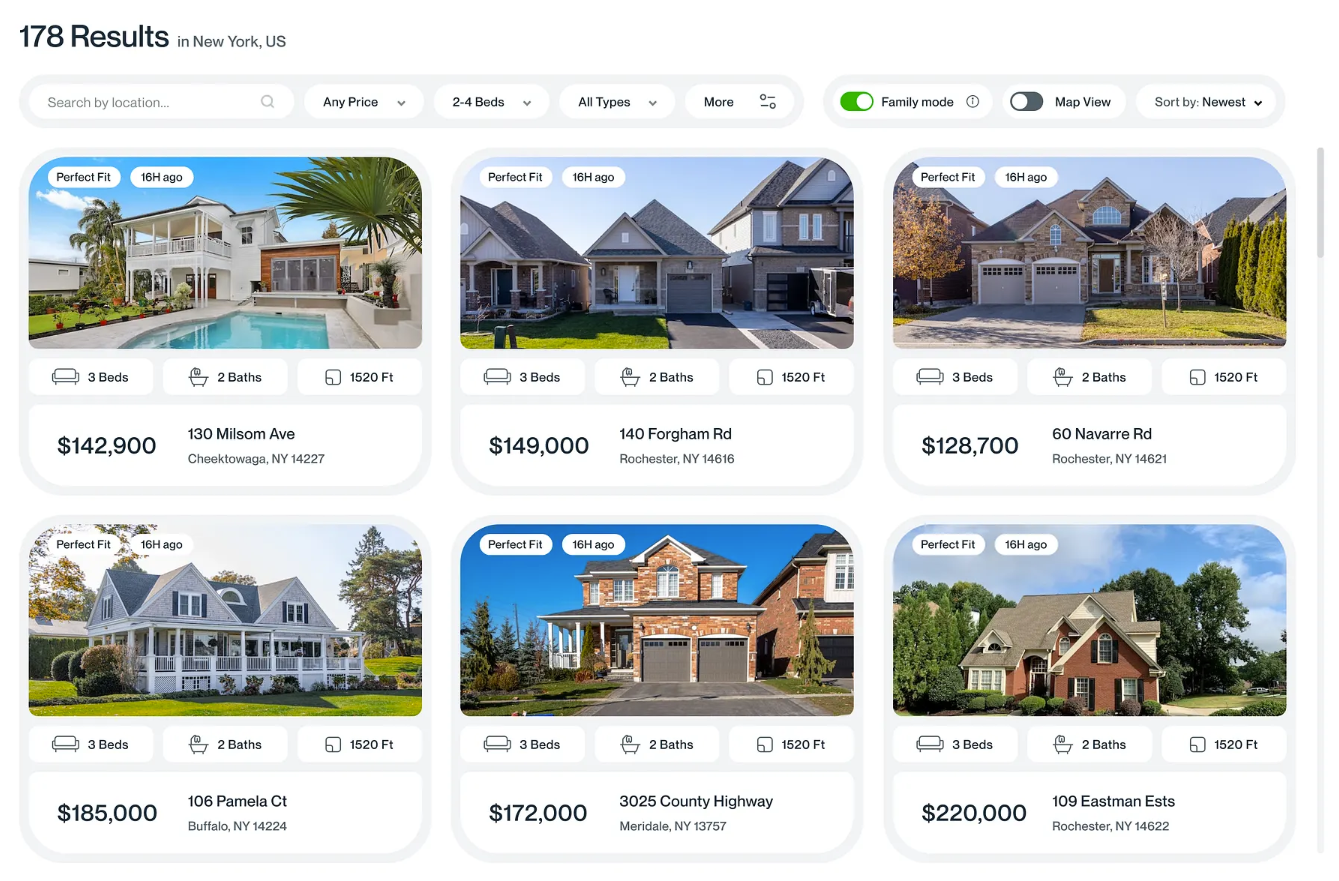 178 Results in New York, US
Search by location... Any Price 2-4 Beds All Types More Family mode Map View Sort by: Newest
Perfect Fit 16H ago Perfect Fit 16H ago Perfect Fit 16H ago
3 Beds 2 Baths 1520 Ft 3 Beds 2 Baths 1520 Ft 3 Beds 2 Baths 1520 Ft
$142,900
130 Milsom Ave
Cheektowaga, NY 14227
$149,000
140 Forgham Rd
Rochester, NY 14616
$128,700
60 Navarre Rd
Rochester, NY 14621
Perfect Fit 16H ago Perfect Fit 16H ago Perfect Fit 16H ago
3 Beds 2 Baths 1520 Ft 3 Beds 2 Baths 1520 Ft 3 Beds 2 Baths 1520 Ft
$185,000
106 Pamela Ct
Buffalo, NY 14224
$172,000
3025 County Highway
Meridale, NY 13757
$220,000
109 Eastman Ests
Rochester, NY 14622